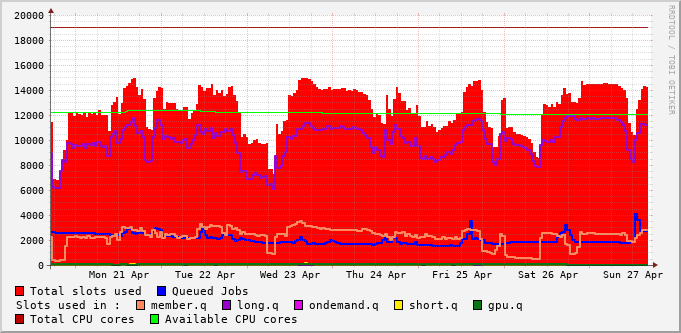 20000
18000
16000
14000
12000
10000
8000
6000
4000
2000
0
Mon 21 Apr Tue 22 Apr Wed 23 Apr Thu 24 Apr Fri 25 Apr Sat 26 Apr Sun 27 Apr
RRDTOOL / TOBI OETIKER
Total slots used Queued Jobs
Slots used in : member.q long.q ondemand.q short.q gpu.q
Total CPU cores Available CPU cores